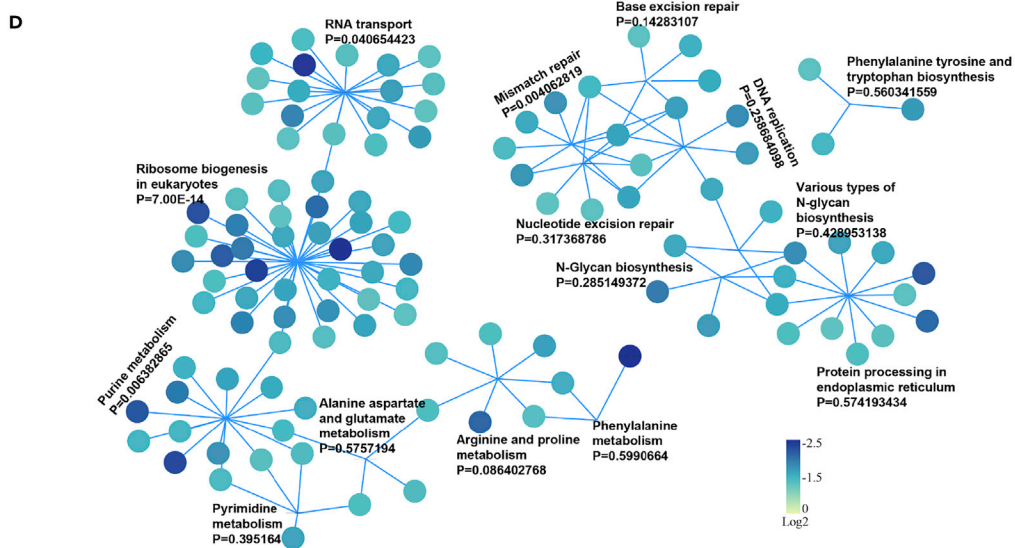 D
RNA transport
P=0.040654423
Base excision repair
P=0.14283107
Mismatch repair
P=0.004062819
DNA replication
P=0.258684098
Phenylalanine tyrosine and
tryptophan biosynthesis
P=0.560341559
Ribosome biogenesis
in eukaryotes
P=7.00E-14
Various types of
N-glycan
biosynthesis
P=0.428953138
Nucleotide excision repair
P=0.317368786
N-Glycan biosynthesis
P=0.285149372
Purine metabolism
P=0.006382865
Protein processing in
endoplasmic reticulum
P=0.574193434
Alanine aspartate
and glutamate
metabolism
P=0.5757194
Arginine and proline
metabolism
P=0.086402768
Phenylalanine
metabolism
P=0.5990664
Pyrimidine
metabolism
P=0.395164
-2.5
-1.5
0
Log2